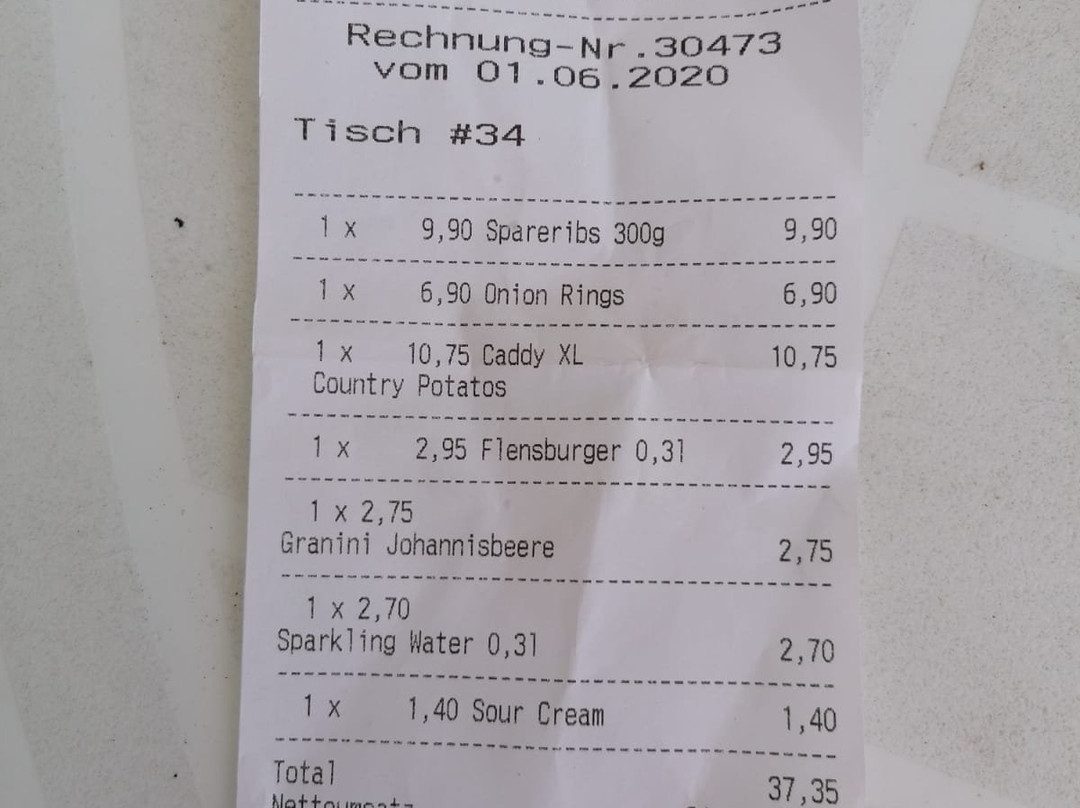 Rechnung-Nr.30473
vom 01.06.2020
Tisch #34
1 x 9,90 Spareribs 300g 9,90
1 x 6,90 Onion Rings 6,90
1 x 10,75 Caddy XL 10,75
Country Potatos
1 x 2,95 Flensburger 0,3l 2,95
1 x 2,75
Granini Johannisbeere 2,75
1 x 2,70
Sparkling Water 0,3l 2,70
1 x 1,40 Sour Cream 1,40
Total 37,35